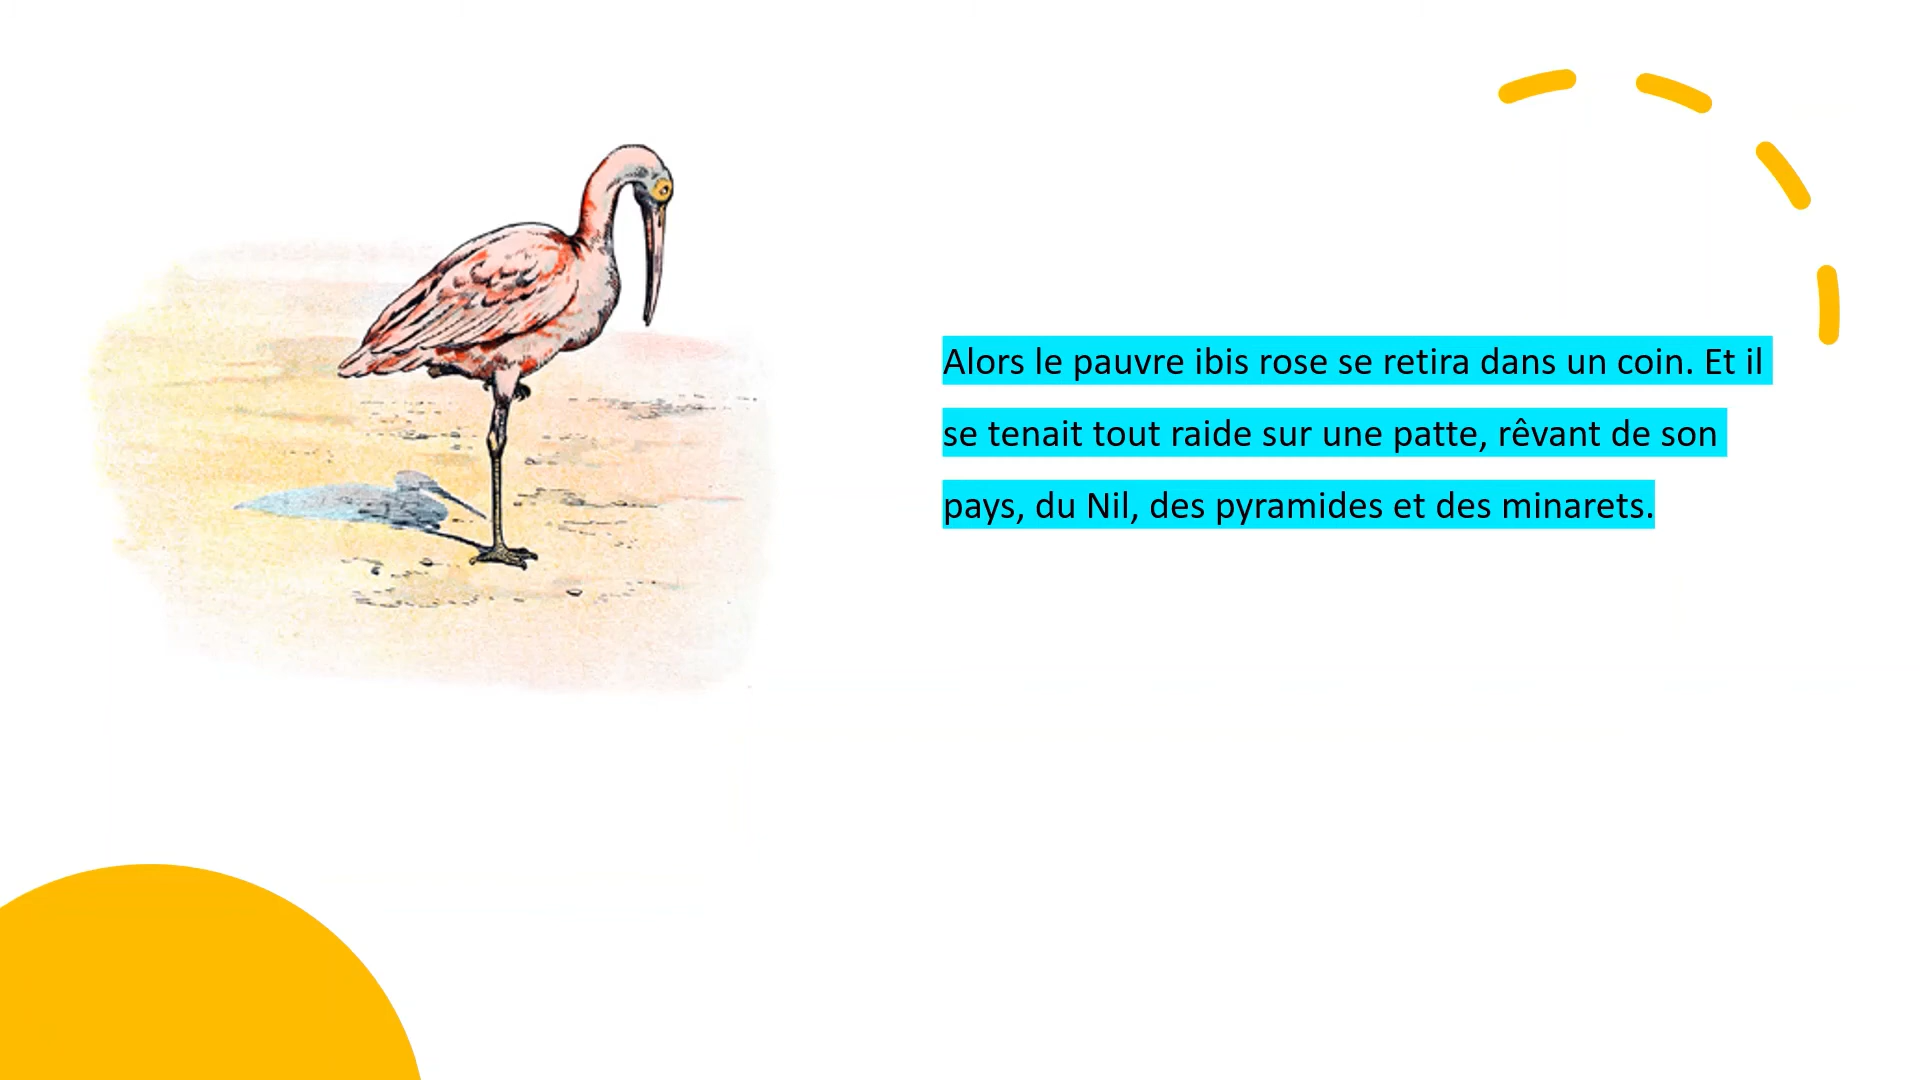 Alors le pauvre ibis rose se retira dans un coin. Et il
se tenait tout raide sur une patte, rêvant de son
pays, du Nil, des pyramides et des minarets.